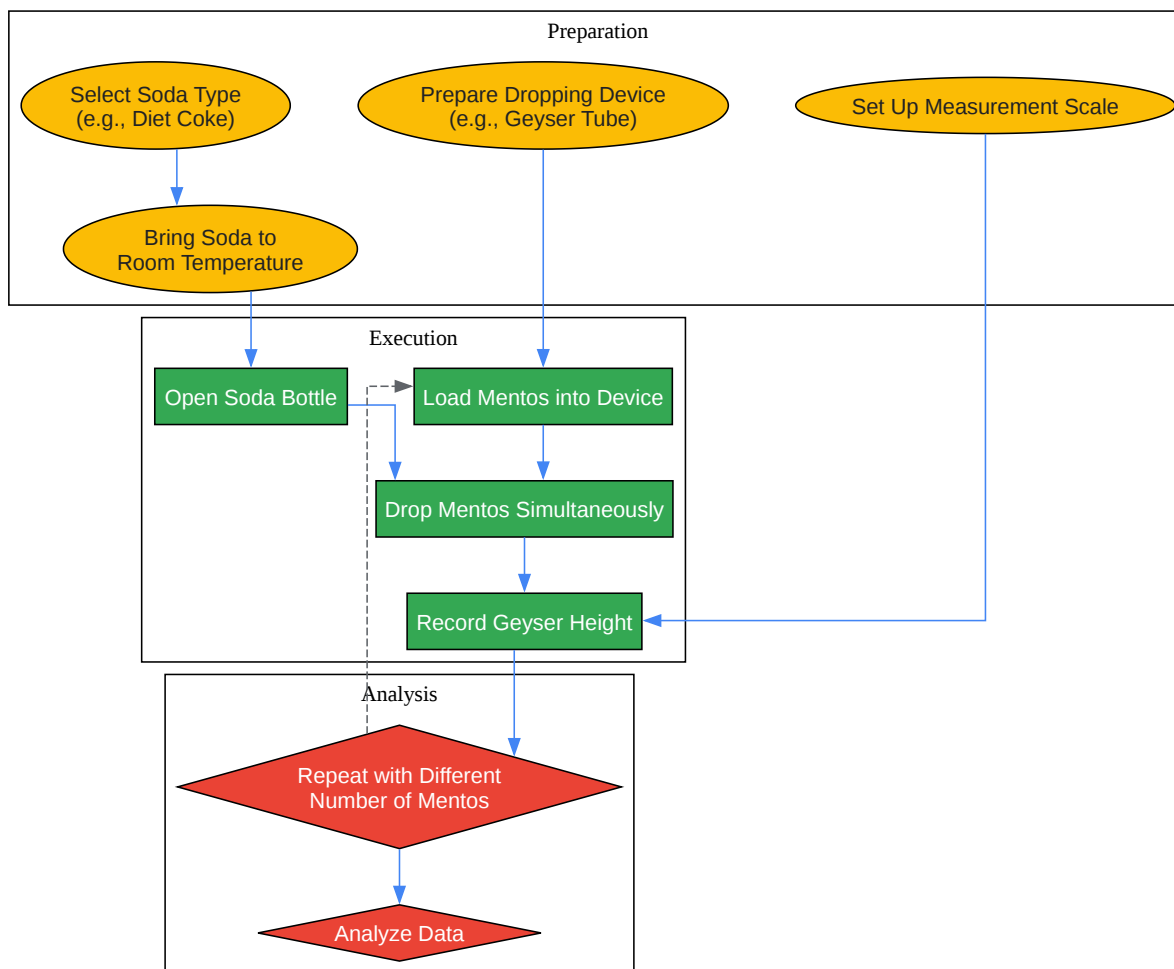 Preparation
Select Soda Type
(e.g., Diet Coke)
Prepare Dropping Device
(e.g., Geyser Tube)
Set Up Measurement Scale
Bring Soda to
Room Temperature
Execution
Open Soda Bottle
Load Mentos into Device
Drop Mentos Simultaneously
Record Geyser Height
Analysis
Repeat with Different
Number of Mentos
Analyze Data